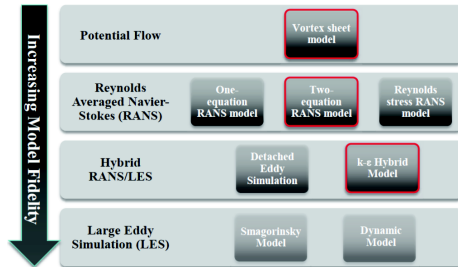 Increasing Model Fidelity
Potential Flow
Vortex sheet
model
Reynolds
Averaged Navier-
Stokes (RANS)
One-
equation
RANS model
Two-
equation
RANS model
Reynolds
stress RANS
model
Hybrid
RANS/LES
Detached
Eddy
Simulation
k-ε Hybrid
Model
Large Eddy
Simulation (LES)
Smagorinsky
Model
Dynamic
Model